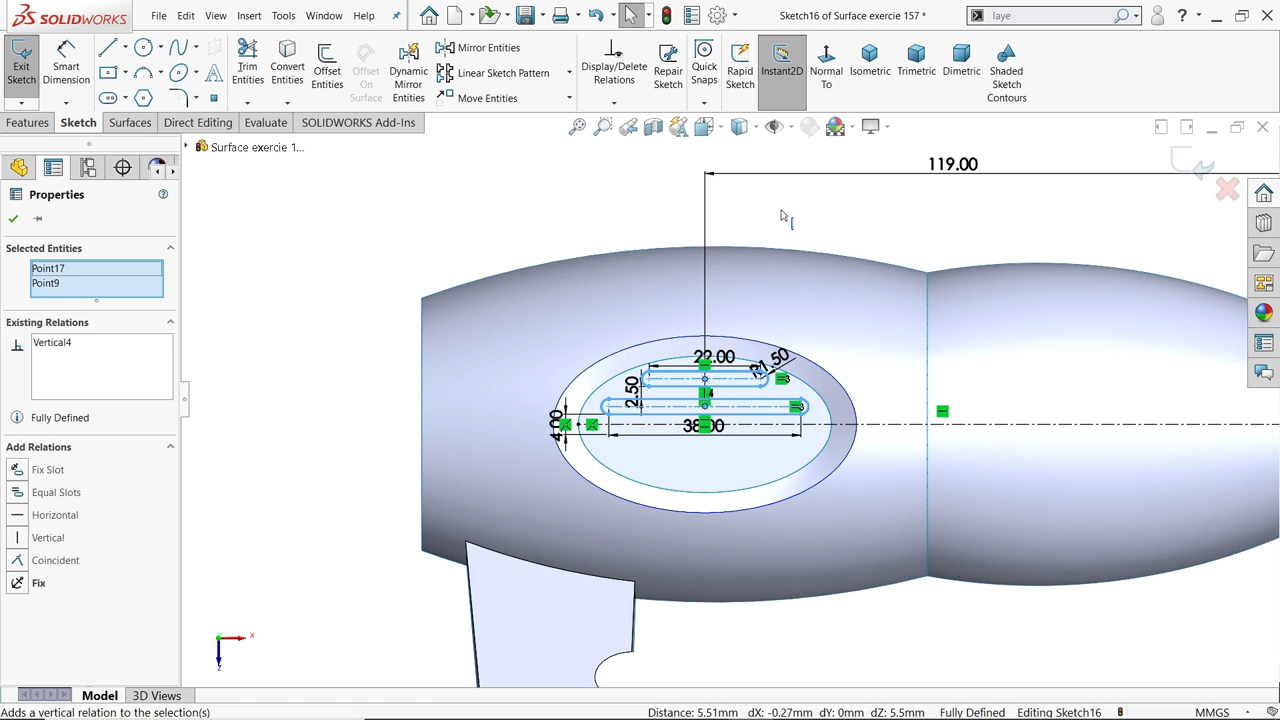 SOLIDWORKS
File
Edit
View
Insert
Tools
Window
Help
Sketch16 of Surface exercie 157 *
laye
Exit Sketch
Smart Dimension
Trim Entities
Convert Entities
Offset Entities
Offset On Surface
Dynamic Mirror Entities
Mirror Entities
Linear Sketch Pattern
Move Entities
Display/Delete Relations
Repair Sketch
Quick Snaps
Rapid Sketch
Instant2D
Normal To
Isometric
Trimetric
Dimetric
Shaded Sketch Contours
Features
Sketch
Surfaces
Direct Editing
Evaluate
SOLIDWORKS Add-Ins
Surface exercie 1...
Properties
Selected Entities
Point17
Point9
Existing Relations
Vertical4
Fully Defined
Add Relations
Fix Slot
Equal Slots
Horizontal
Vertical
Coincident
Fix
119.00
22.00
2.50
4.00
38.00
Model
3D Views
Adds a vertical relation to the selection(s)
Distance: 5.51mm
dX: -0.27mm dY: 0mm dZ: 5.5mm
Fully Defined
Editing Sketch16
MMGS